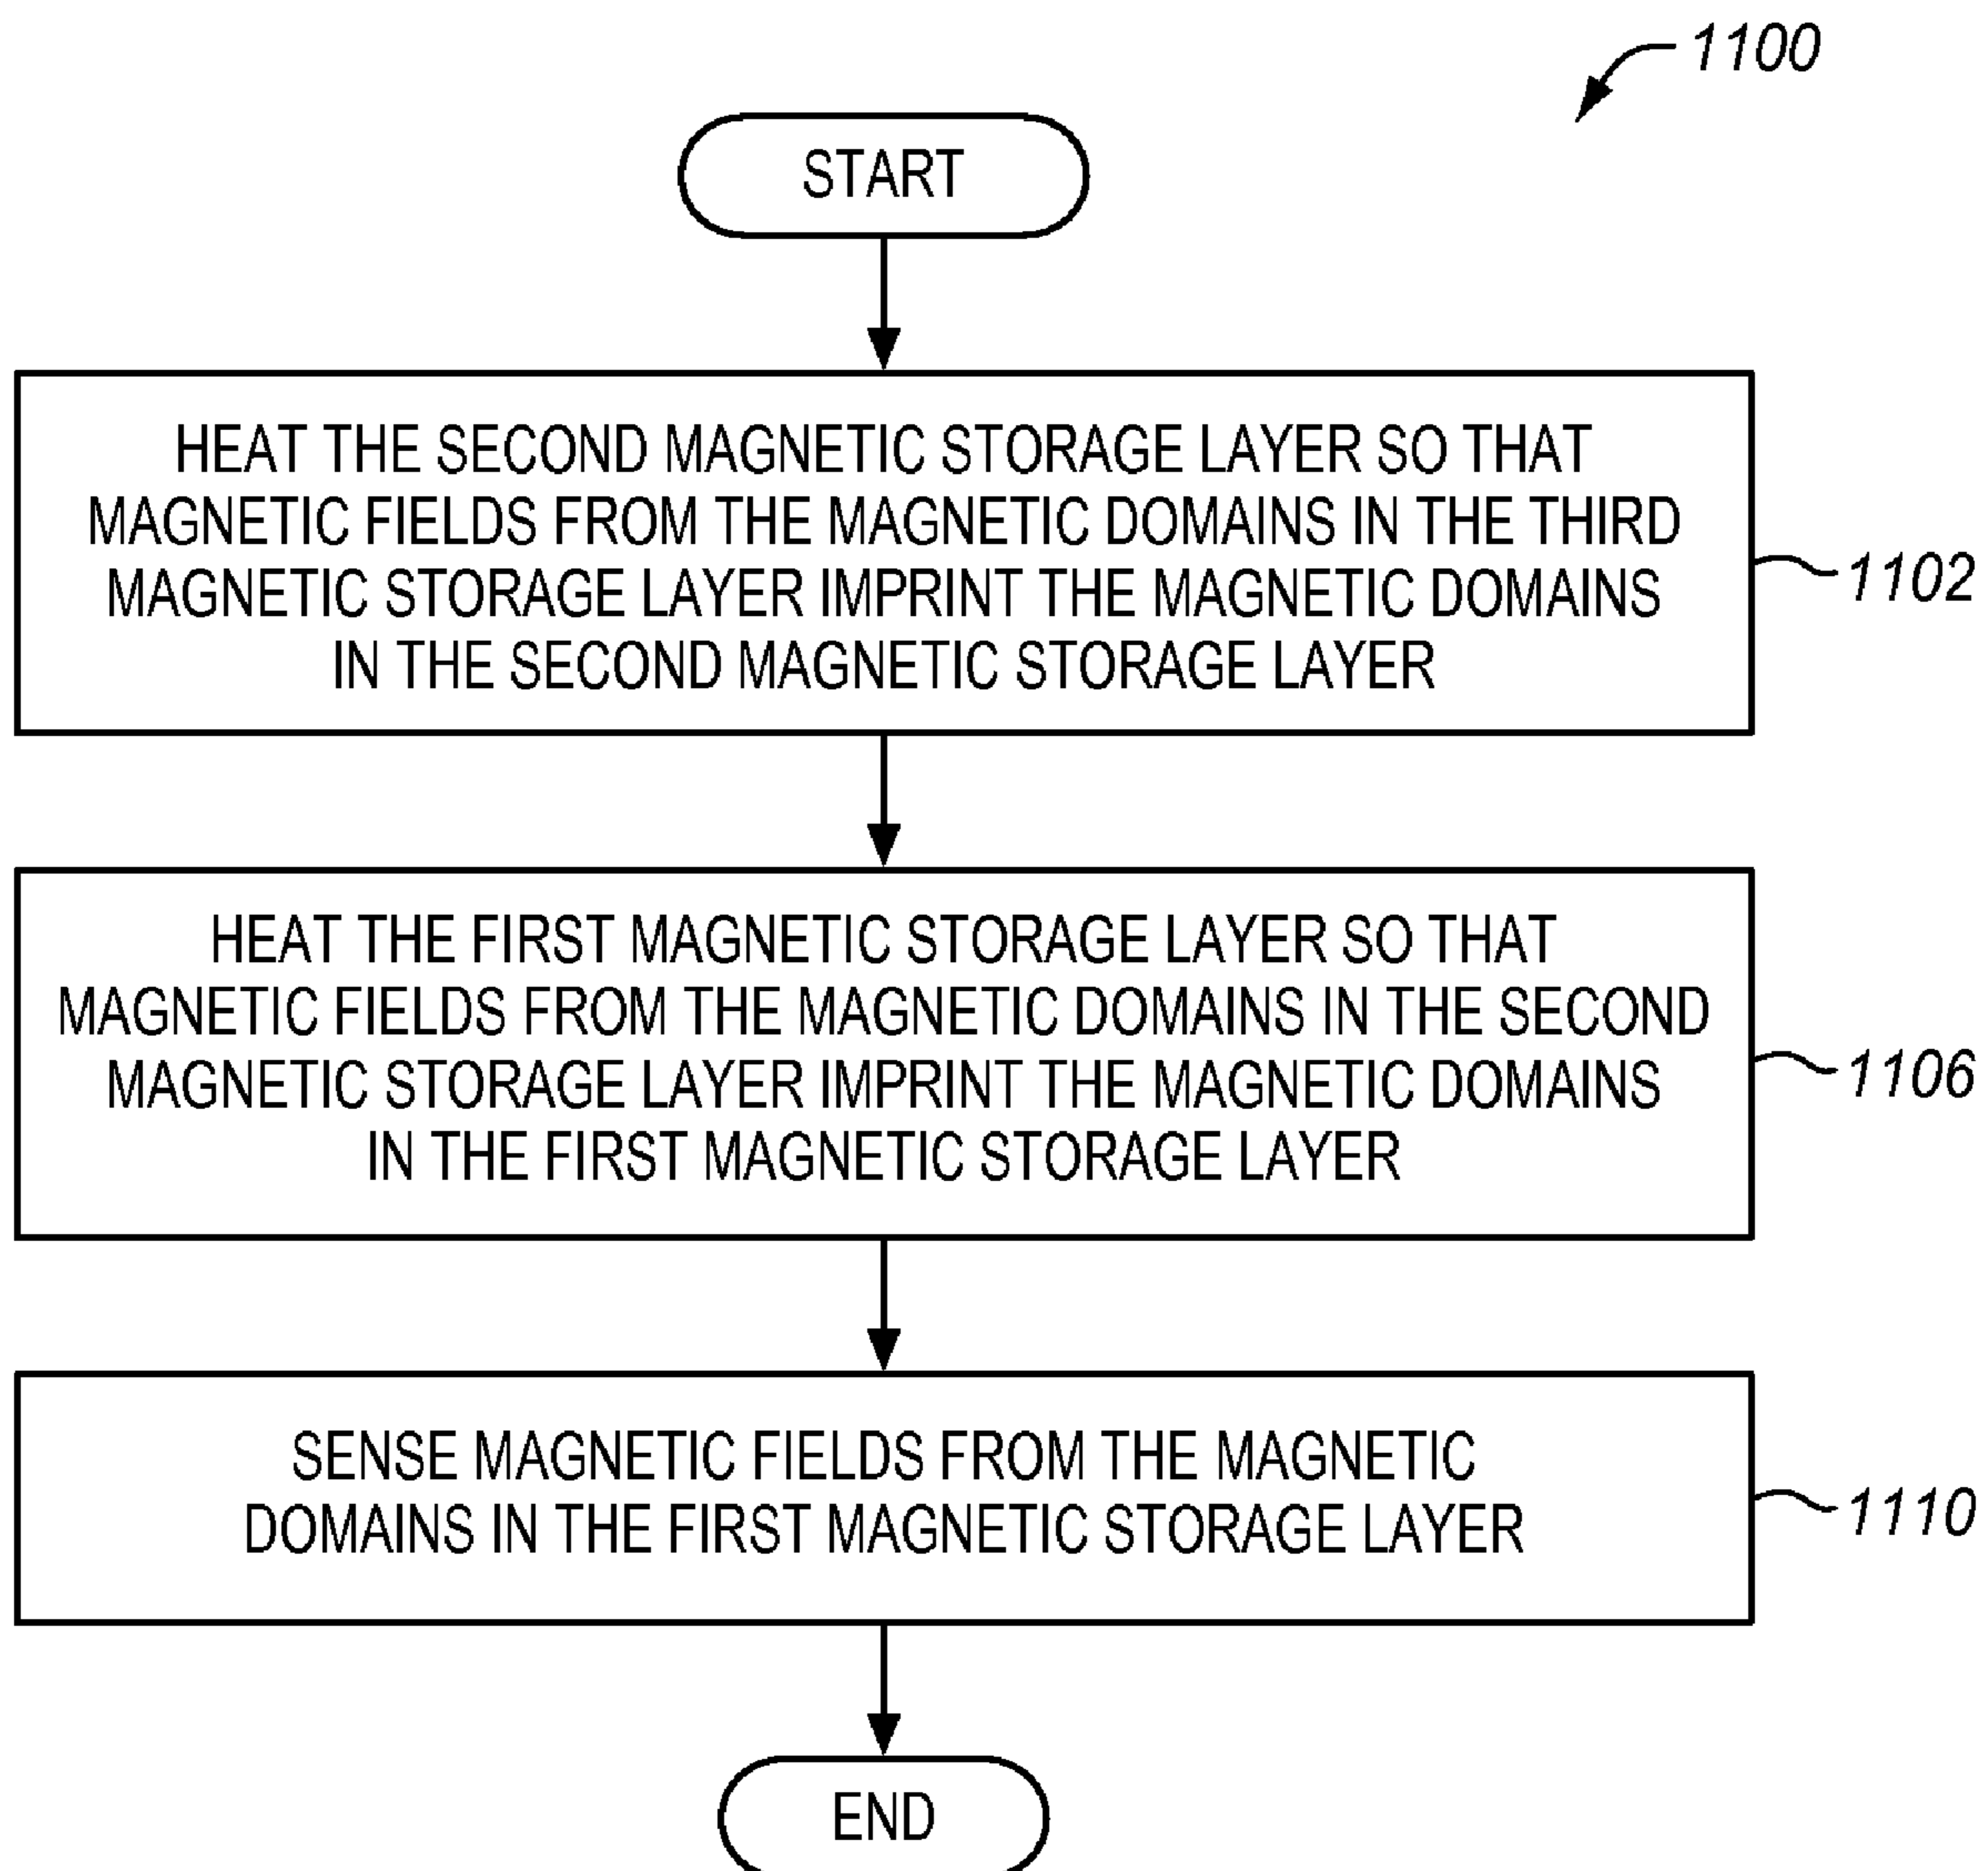 1100
START
HEAT THE SECOND MAGNETIC STORAGE LAYER SO THAT
MAGNETIC FIELDS FROM THE MAGNETIC DOMAINS IN THE THIRD
MAGNETIC STORAGE LAYER IMPRINT THE MAGNETIC DOMAINS
IN THE SECOND MAGNETIC STORAGE LAYER
1102
HEAT THE FIRST MAGNETIC STORAGE LAYER SO THAT
MAGNETIC FIELDS FROM THE MAGNETIC DOMAINS IN THE SECOND
MAGNETIC STORAGE LAYER IMPRINT THE MAGNETIC DOMAINS
IN THE FIRST MAGNETIC STORAGE LAYER
1106
SENSE MAGNETIC FIELDS FROM THE MAGNETIC
DOMAINS IN THE FIRST MAGNETIC STORAGE LAYER
1110
END